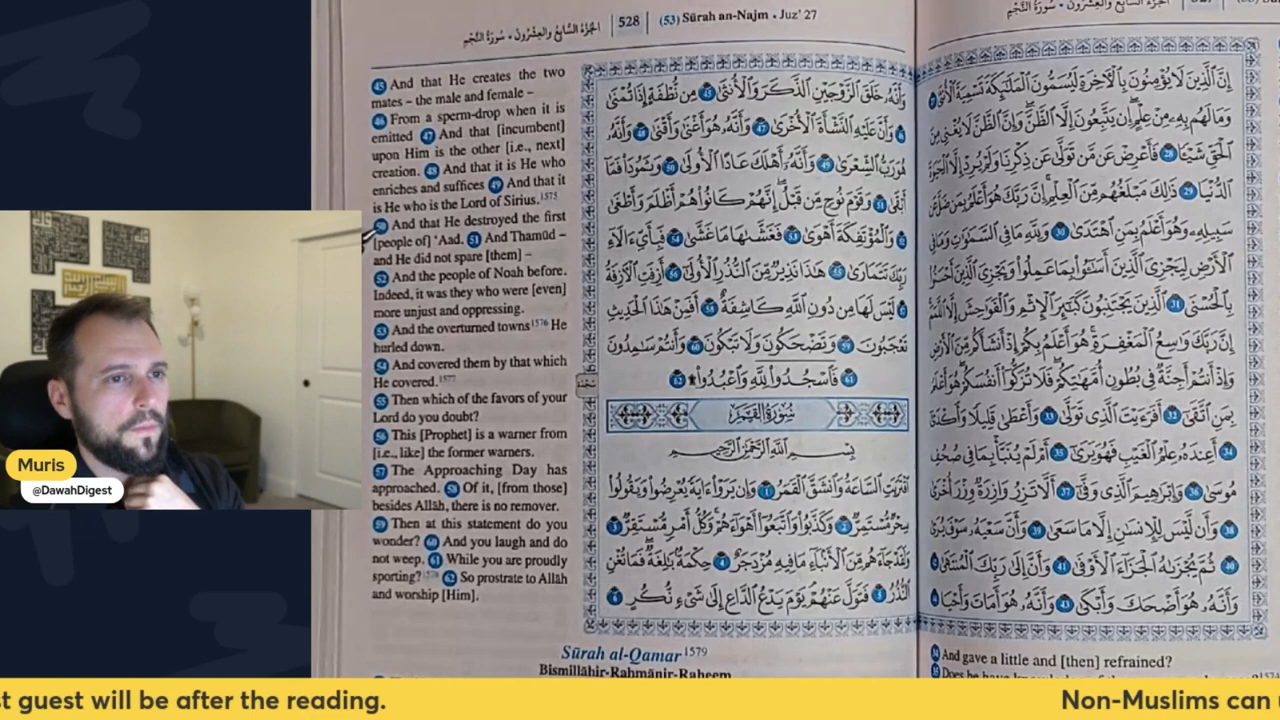 الجُزْءُ السَّابِعُ وَالعِشْرُونَ • سُورَةُ النَّجْمِ
528
(53) Sūrah an-Najm • Juz' 27
45 And that He creates the two
mates – the male and female –
46 From a sperm-drop when it is
emitted 47 And that [incumbent]
upon Him is the other [i.e., next]
creation. 48 And that it is He who
enriches and suffices 49 And that it
is He who is the Lord of Sirius.1575
50 And that He destroyed the first
[people of] 'Aad. 51 And Thamūd –
and He did not spare [them] –
52 And the people of Noah before.
Indeed, it was they who were [even]
more unjust and oppressing.
53 And the overturned towns1576 He
hurled down.
54 And covered them by that which
He covered.1577
55 Then which of the favors of your
Lord do you doubt?
56 This [Prophet] is a warner from
[i.e., like] the former warners.
57 The Approaching Day has
approached. 58 Of it, [from those]
besides Allāh, there is no remover.
59 Then at this statement do you
wonder? 60 And you laugh and do
not weep. 61 While you are proudly
sporting?1578 62 So prostrate to Allāh
and worship [Him].
وَأَنَّهُۥ خَلَقَ ٱلزَّوْجَيْنِ ٱلذَّكَرَ وَٱلْأُنثَىٰ 45 مِن نُّطْفَةٍ إِذَا تُمْنَىٰ
46 وَأَنَّ عَلَيْهِ ٱلنَّشْأَةَ ٱلْأُخْرَىٰ 47 وَأَنَّهُۥ هُوَ أَغْنَىٰ وَأَقْنَىٰ 48 وَأَنَّهُۥ
هُوَ رَبُّ ٱلشِّعْرَىٰ 49 وَأَنَّهُۥٓ أَهْلَكَ عَادًا ٱلْأُولَىٰ 50 وَثَمُودَا۟ فَمَآ
أَبْقَىٰ 51 وَقَوْمَ نُوحٍ مِّن قَبْلُ ۖ إِنَّهُمْ كَانُوا۟ هُمْ أَظْلَمَ وَأَطْغَىٰ
52 وَٱلْمُؤْتَفِكَةَ أَهْوَىٰ 53 فَغَشَّىٰهَا مَا غَشَّىٰ 54 فَبِأَىِّ ءَالَآءِ
رَبِّكَ تَتَمَارَىٰ 55 هَٰذَا نَذِيرٌ مِّنَ ٱلنُّذُرِ ٱلْأُولَىٰٓ 56 أَزِفَتِ ٱلْآزِفَةُ
57 لَيْسَ لَهَا مِن دُونِ ٱللَّهِ كَاشِفَةٌ 58 أَفَمِنْ هَٰذَا ٱلْحَدِيثِ
تَعْجَبُونَ 59 وَتَضْحَكُونَ وَلَا تَبْكُونَ 60 وَأَنتُمْ سَٰمِدُونَ
61 فَٱسْجُدُوا۟ لِلَّهِ وَٱعْبُدُوا۟ ۩ 62
سجدة
سُورَةُ القَمَرِ
بِسْمِ ٱللَّهِ ٱلرَّحْمَٰنِ ٱلرَّحِيمِ
ٱقْتَرَبَتِ ٱلسَّاعَةُ وَٱنشَقَّ ٱلْقَمَرُ 1 وَإِن يَرَوْا۟ ءَايَةً يُعْرِضُوا۟ وَيَقُولُوا۟
سِحْرٌ مُّسْتَمِرٌّ 2 وَكَذَّبُوا۟ وَٱتَّبَعُوٓا۟ أَهْوَآءَهُمْ ۚ وَكُلُّ أَمْرٍ مُّسْتَقِرٌّ 3
وَلَقَدْ جَآءَهُم مِّنَ ٱلْأَنۢبَآءِ مَا فِيهِ مُزْدَجَرٌ 4 حِكْمَةٌۢ بَٰلِغَةٌ ۖ فَمَا تُغْنِ
ٱلنُّذُرُ 5 فَتَوَلَّ عَنْهُمْ ۘ يَوْمَ يَدْعُ ٱلدَّاعِ إِلَىٰ شَىْءٍ نُّكُرٍ 6
Sūrah al-Qamar1579
Bismillāhir-Rahmānir-Raheem
الجُزْءُ السَّابِعُ وَالعِشْرُونَ • سُورَةُ النَّجْمِ
إِنَّ ٱلَّذِينَ لَا يُؤْمِنُونَ بِٱلْآخِرَةِ لَيُسَمُّونَ ٱلْمَلَٰٓئِكَةَ تَسْمِيَةَ ٱلْأُنثَىٰ
وَمَا لَهُم بِهِۦ مِنْ عِلْمٍ ۖ إِن يَتَّبِعُونَ إِلَّا ٱلظَّنَّ ۖ وَإِنَّ ٱلظَّنَّ لَا يُغْنِى مِنَ
ٱلْحَقِّ شَيْـًٔا 28 فَأَعْرِضْ عَن مَّن تَوَلَّىٰ عَن ذِكْرِنَا وَلَمْ يُرِدْ إِلَّا ٱلْحَيَوٰةَ
ٱلدُّنْيَا 29 ذَٰلِكَ مَبْلَغُهُم مِّنَ ٱلْعِلْمِ ۚ إِنَّ رَبَّكَ هُوَ أَعْلَمُ بِمَن ضَلَّ عَن
سَبِيلِهِۦ وَهُوَ أَعْلَمُ بِمَنِ ٱهْتَدَىٰ 30 وَلِلَّهِ مَا فِى ٱلسَّمَٰوَٰتِ وَمَا فِى
ٱلْأَرْضِ لِيَجْزِىَ ٱلَّذِينَ أَسَٰٓـُٔوا۟ بِمَا عَمِلُوا۟ وَيَجْزِىَ ٱلَّذِينَ أَحْسَنُوا۟
بِٱلْحُسْنَى 31 ٱلَّذِينَ يَجْتَنِبُونَ كَبَٰٓئِرَ ٱلْإِثْمِ وَٱلْفَوَٰحِشَ إِلَّا ٱللَّمَمَ ۚ
إِنَّ رَبَّكَ وَٰسِعُ ٱلْمَغْفِرَةِ ۚ هُوَ أَعْلَمُ بِكُمْ إِذْ أَنشَأَكُم مِّنَ ٱلْأَرْضِ
وَإِذْ أَنتُمْ أَجِنَّةٌ فِى بُطُونِ أُمَّهَٰتِكُمْ ۖ فَلَا تُزَكُّوٓا۟ أَنفُسَكُمْ ۖ هُوَ أَعْلَمُ
بِمَنِ ٱتَّقَىٰٓ 32 أَفَرَءَيْتَ ٱلَّذِى تَوَلَّىٰ 33 وَأَعْطَىٰ قَلِيلًا وَأَكْدَىٰٓ
34 أَعِندَهُۥ عِلْمُ ٱلْغَيْبِ فَهُوَ يَرَىٰٓ 35 أَمْ لَمْ يُنَبَّأْ بِمَا فِى صُحُفِ
مُوسَىٰ 36 وَإِبْرَٰهِيمَ ٱلَّذِى وَفَّىٰٓ 37 أَلَّا تَزِرُ وَازِرَةٌ وِزْرَ أُخْرَىٰ
38 وَأَن لَّيْسَ لِلْإِنسَٰنِ إِلَّا مَا سَعَىٰ 39 وَأَنَّ سَعْيَهُۥ سَوْفَ يُرَىٰ
40 ثُمَّ يُجْزَىٰهُ ٱلْجَزَآءَ ٱلْأَوْفَىٰ 41 وَأَنَّ إِلَىٰ رَبِّكَ ٱلْمُنتَهَىٰ
وَأَنَّهُۥ هُوَ أَضْحَكَ وَأَبْكَىٰ 43 وَأَنَّهُۥ هُوَ أَمَاتَ وَأَحْيَا
34 And gave a little and [then] refrained?
Muris
@DawahDigest
st guest will be after the reading.
Non-Muslims can